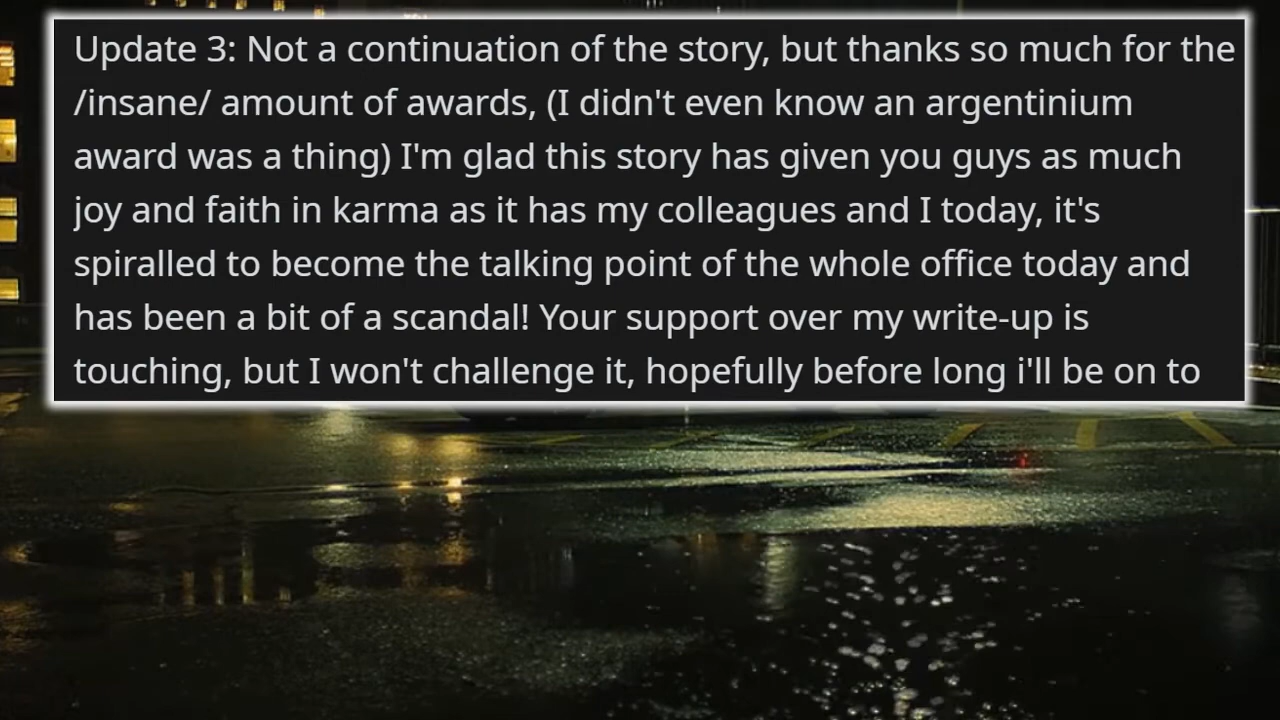 Update 3: Not a continuation of the story, but thanks so much for the
/insane/ amount of awards, (I didn't even know an argentinium
award was a thing) I'm glad this story has given you guys as much
joy and faith in karma as it has my colleagues and I today, it's
spiralled to become the talking point of the whole office today and
has been a bit of a scandal! Your support over my write-up is
touching, but I won't challenge it, hopefully before long i'll be on to